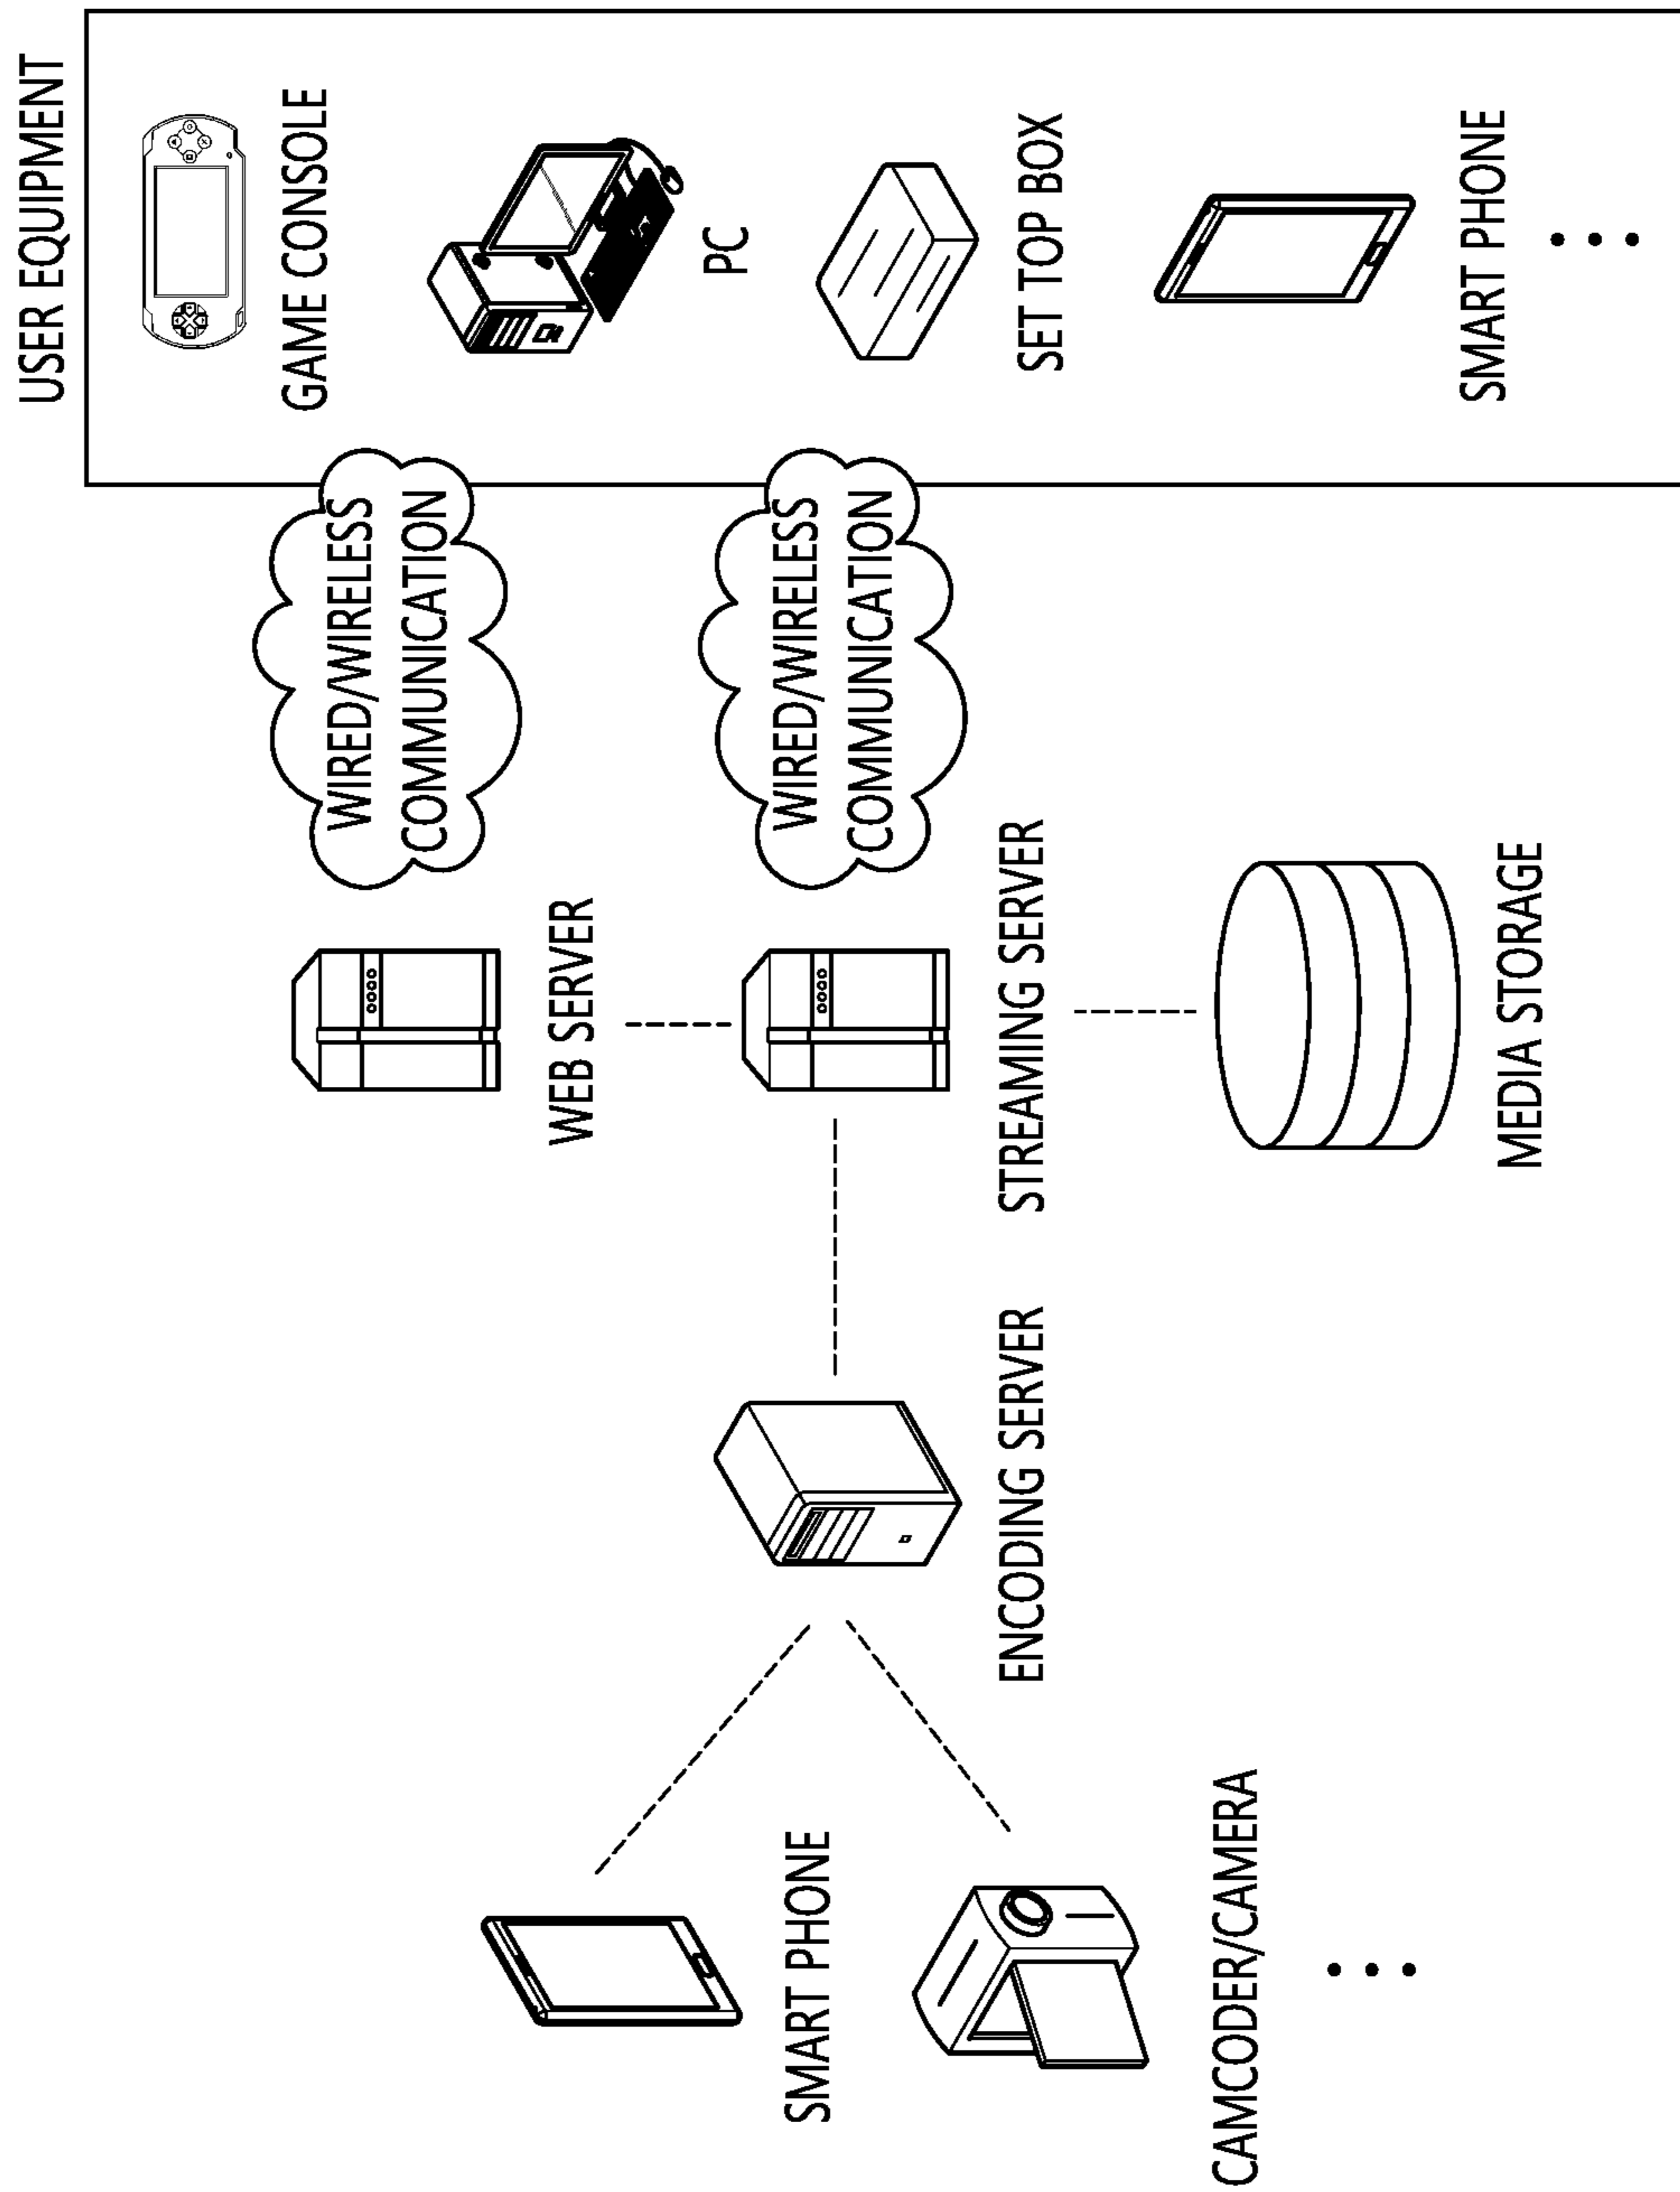 USER EQUIPMENT
GAME CONSOLE
PC
SET TOP BOX
SMART PHONE
WIRED/WIRELESS
COMMUNICATION
WIRED/WIRELESS
COMMUNICATION
WEB SERVER
STREAMING SERVER
MEDIA STORAGE
ENCODING SERVER
SMART PHONE
CAMCODER/CAMERA